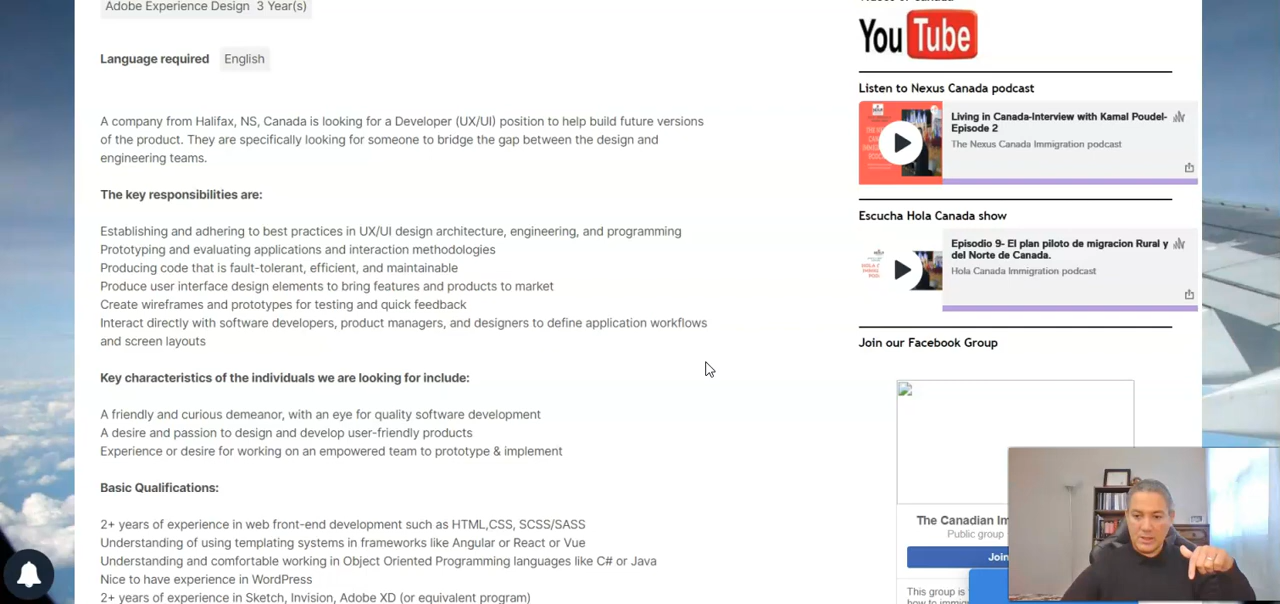 Adobe Experience Design 3 Year(s)
Language required English
A company from Halifax, NS, Canada is looking for a Developer (UX/UI) position to help build future versions
of the product. They are specifically looking for someone to bridge the gap between the design and
engineering teams.
The key responsibilities are:
Establishing and adhering to best practices in UX/UI design architecture, engineering, and programming
Prototyping and evaluating applications and interaction methodologies
Producing code that is fault-tolerant, efficient, and maintainable
Produce user interface design elements to bring features and products to market
Create wireframes and prototypes for testing and quick feedback
Interact directly with software developers, product managers, and designers to define application workflows
and screen layouts
Key characteristics of the individuals we are looking for include:
A friendly and curious demeanor, with an eye for quality software development
A desire and passion to design and develop user-friendly products
Experience or desire for working on an empowered team to prototype & implement
Basic Qualifications:
2+ years of experience in web front-end development such as HTML,CSS, SCSS/SASS
Understanding of using templating systems in frameworks like Angular or React or Vue
Understanding and comfortable working in Object Oriented Programming languages like C# or Java
Nice to have experience in WordPress
2+ years of experience in Sketch, Invision, Adobe XD (or equivalent program)
YouTube
Listen to Nexus Canada podcast
Living in Canada-Interview with Kamal Poudel-
Episode 2
The Nexus Canada Immigration podcast
Escucha Hola Canada show
Episodio 9- El plan piloto de migracion Rural y
del Norte de Canada.
Hola Canada Immigration podcast
Join our Facebook Group
The Canadian Im
Public group
Join
This group is
how to immig